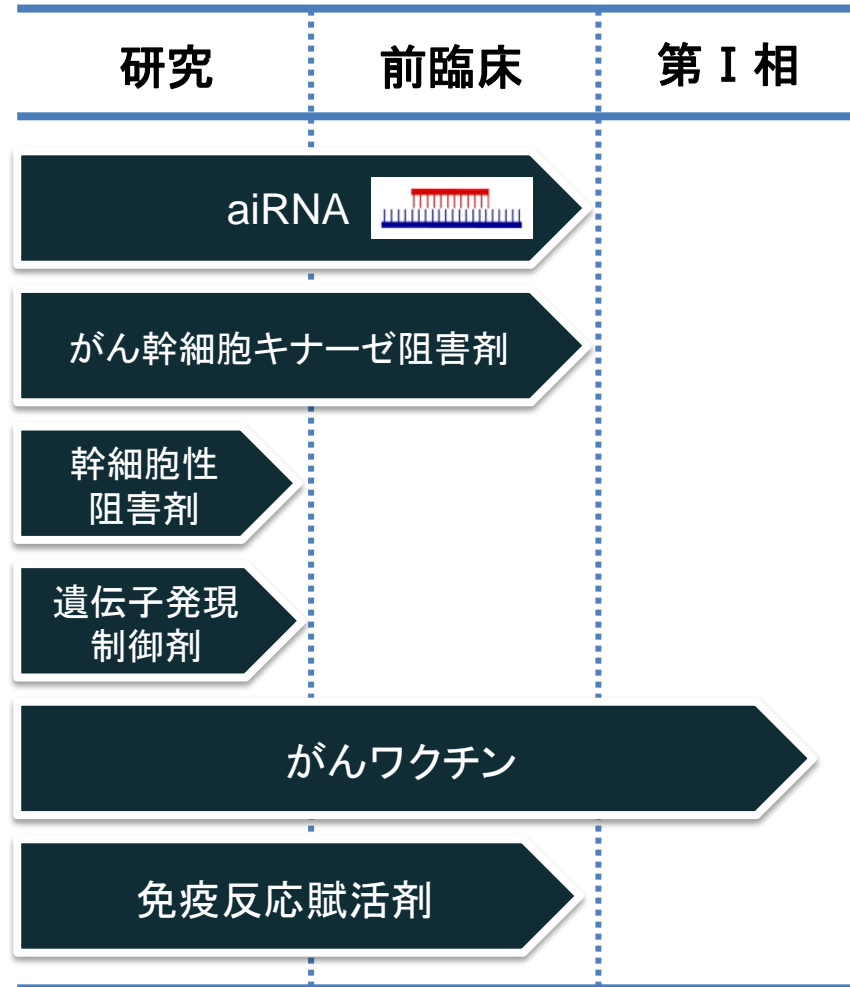 研究 前臨床 第Ⅰ相
aiRNA
がん幹細胞キナーゼ阻害剤
幹細胞性
阻害剤
遺伝子発現
制御剤
がんワクチン
免疫反応賦活剤